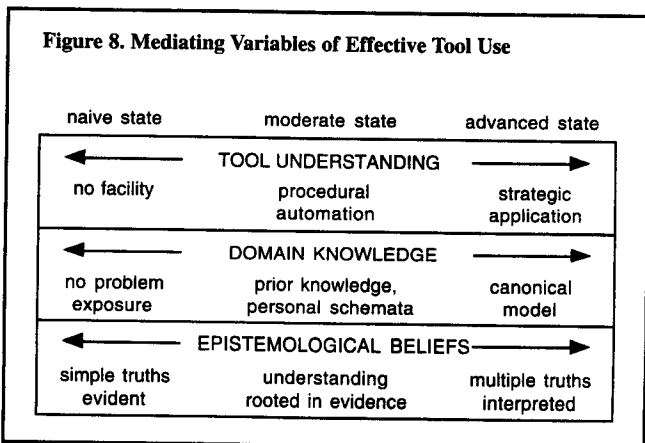 Figure 8. Mediating Variables of Effective Tool Use
naive state moderate state advanced state
TOOL UNDERSTANDING
no facility procedural strategic
automation application
DOMAIN KNOWLEDGE
no problem prior knowledge, canonical
exposure personal schemata model
EPISTEMOLOGICAL BELIEFS
simple truths understanding multiple truths
evident rooted in evidence interpreted